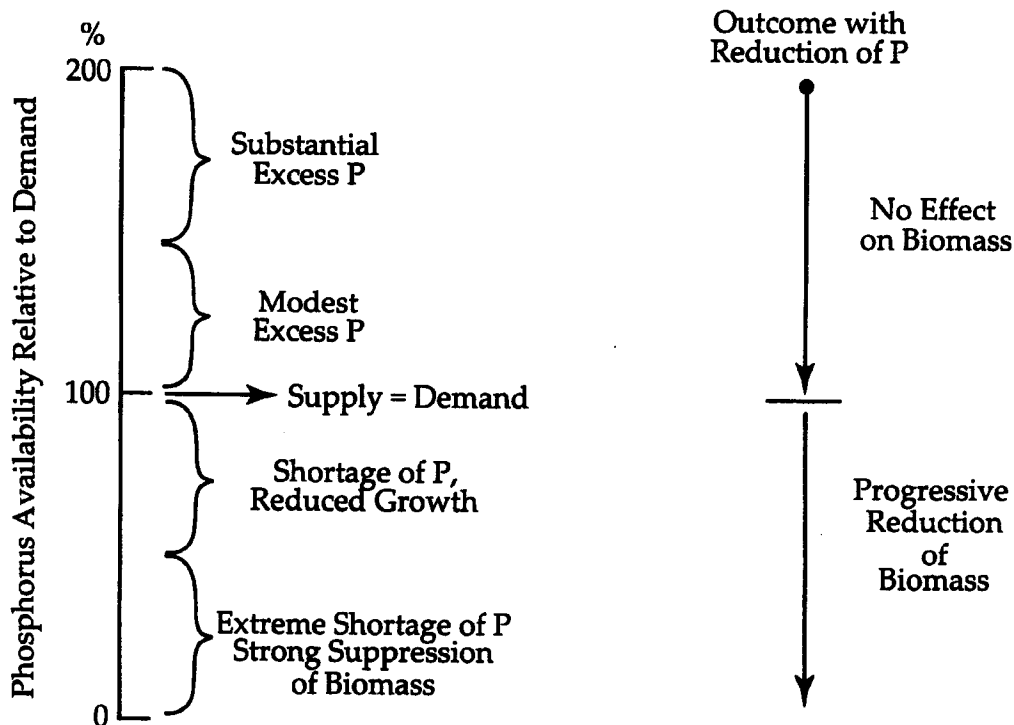 %
200
100
0
Phosphorus Availability Relative to Demand
Substantial
Excess P
Modest
Excess P
Supply = Demand
Shortage of P,
Reduced Growth
Extreme Shortage of P
Strong Suppression
of Biomass
Outcome with
Reduction of P
No Effect
on Biomass
Progressive
Reduction
of
Biomass